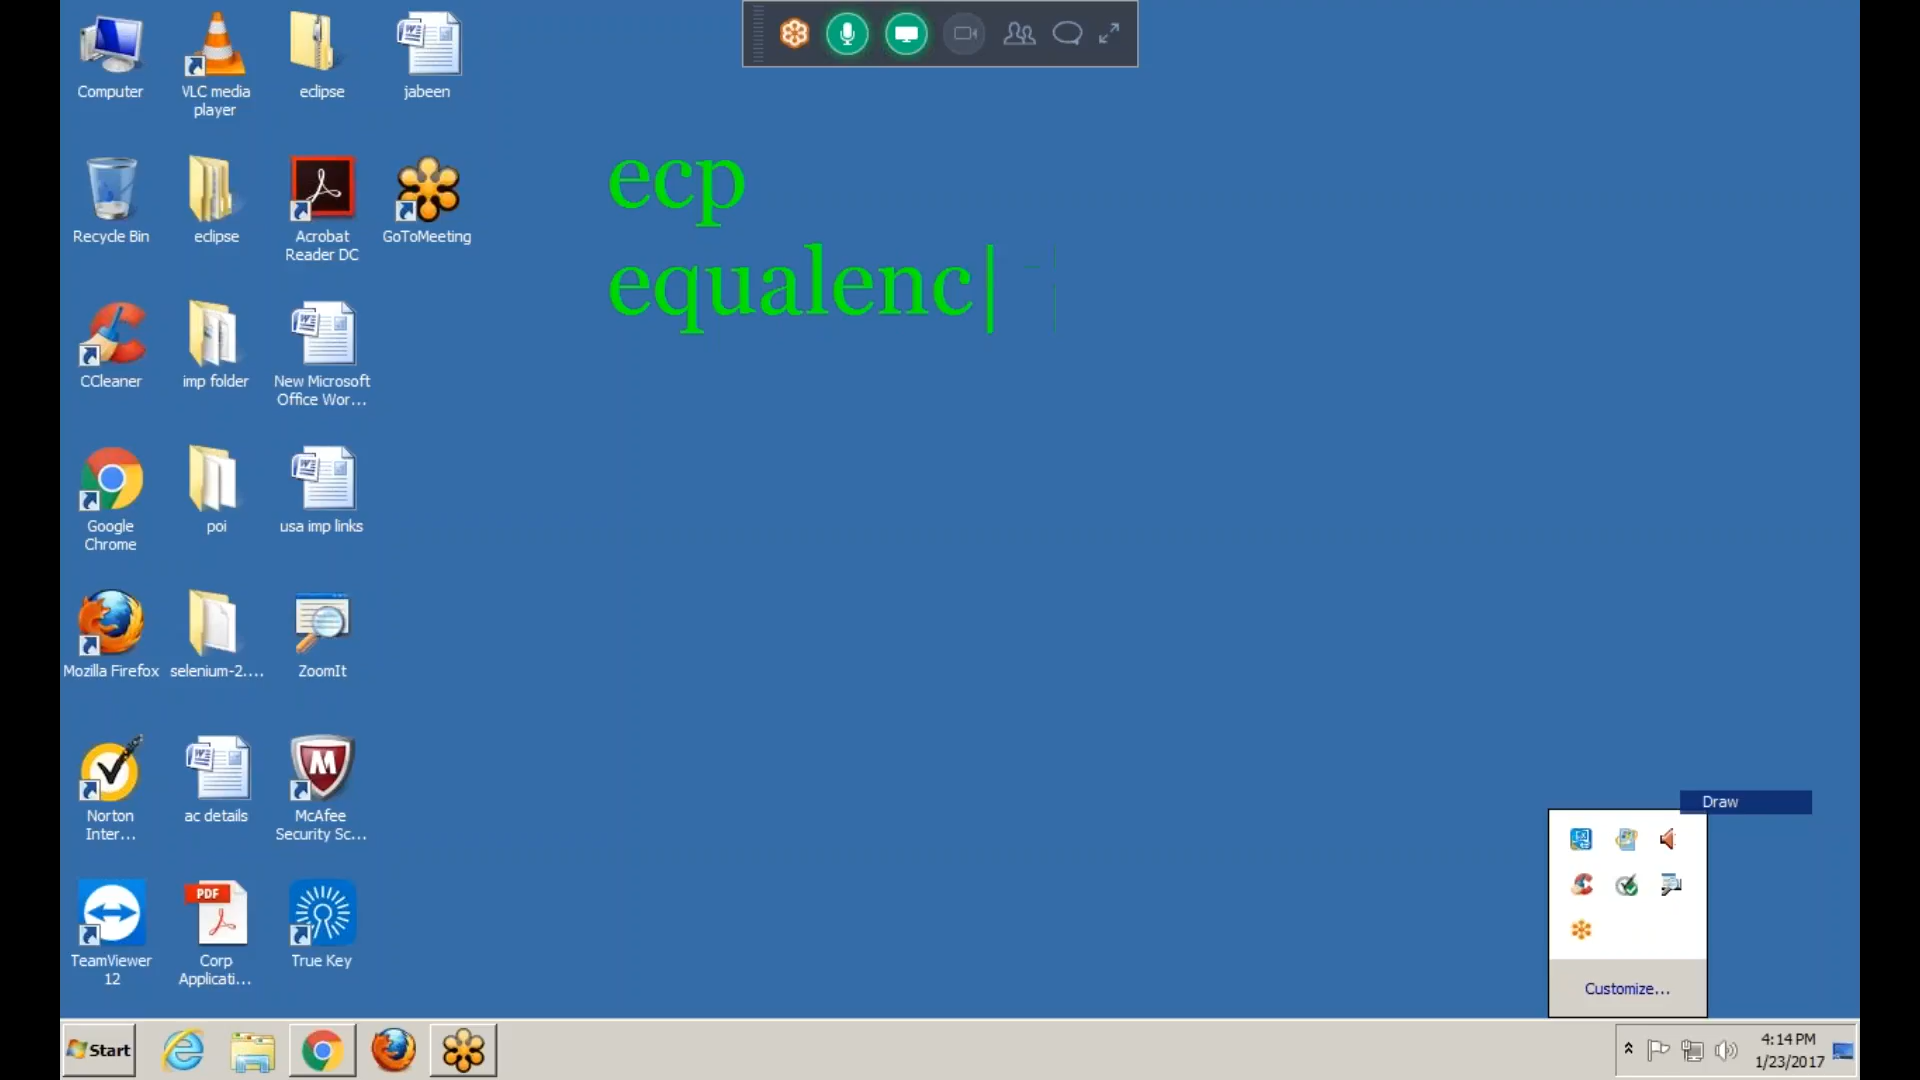 Computer
VLC media
player
eclipse
jabeen
ecp
equalenc|
Recycle Bin
eclipse
Acrobat
Reader DC
GoToMeeting
CCleaner
imp folder
New Microsoft
Office Wor...
Google
Chrome
poi
usa imp links
Mozilla Firefox
selenium-2....
ZoomIt
Norton
Inter...
ac details
McAfee
Security Sc...
TeamViewer
12
PDF
Corp
Applicati...
True Key
Draw
Customize...
Start
4:14 PM
1/23/2017